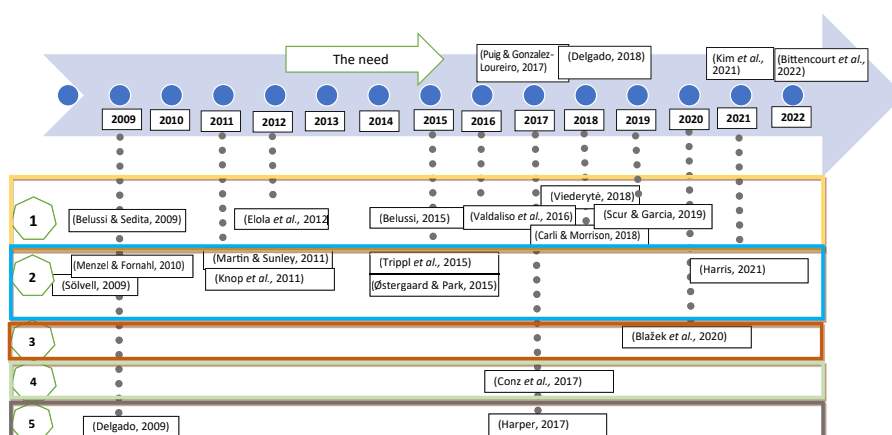 The need
(Puig & Gonzalez-
Loureiro, 2017)
(Delgado, 2018)
(Kim et al.,
2021)
(Bittencourt et al.,
2022)
2009
2010
2011
2012
2013
2014
2015
2016
2017
2018
2019
2020
2021
2022
1
(Belussi & Sedita, 2009)
(Elola et al., 2012
(Belussi, 2015)
(Valdaliso et al., 2016)
(Viederytė, 2018)
(Scur & Garcia, 2019)
(Carli & Morrison, 2018)
2
(Menzel & Fornahl, 2010)
(Sölvell, 2009)
(Martin & Sunley, 2011)
(Knop et al., 2011)
(Trippl et al., 2015)
(Østergaard & Park, 2015)
(Harris, 2021)
3
(Blažek et al., 2020)
4
(Conz et al., 2017)
5
(Delgado, 2009)
(Harper, 2017)